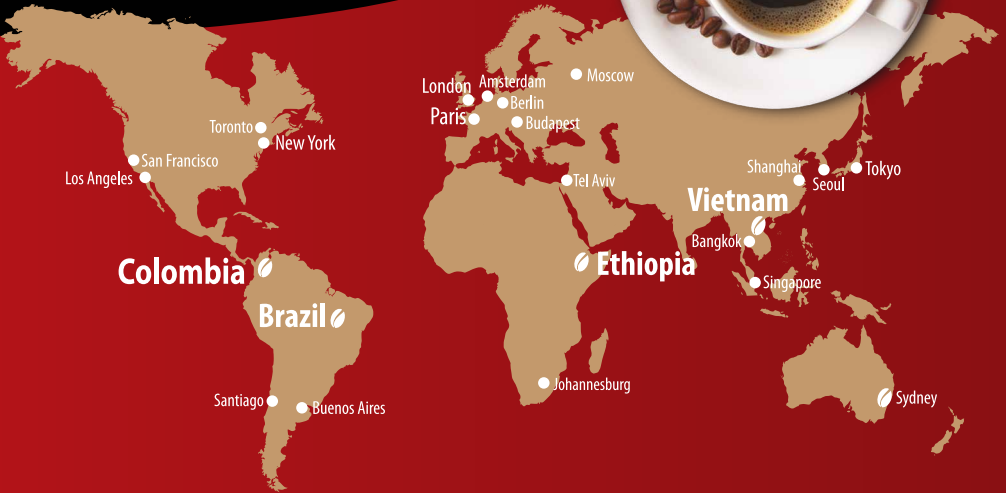 Moscow
London
Amsterdam
Berlin
Paris
Budapest
Toronto
New York
San Francisco
Los Angeles
Tel Aviv
Shanghai
Seoul
Tokyo
Vietnam
Bangkok
Colombia
Ethiopia
Singapore
Brazil
Johannesburg
Santiago
Buenos Aires
Sydney